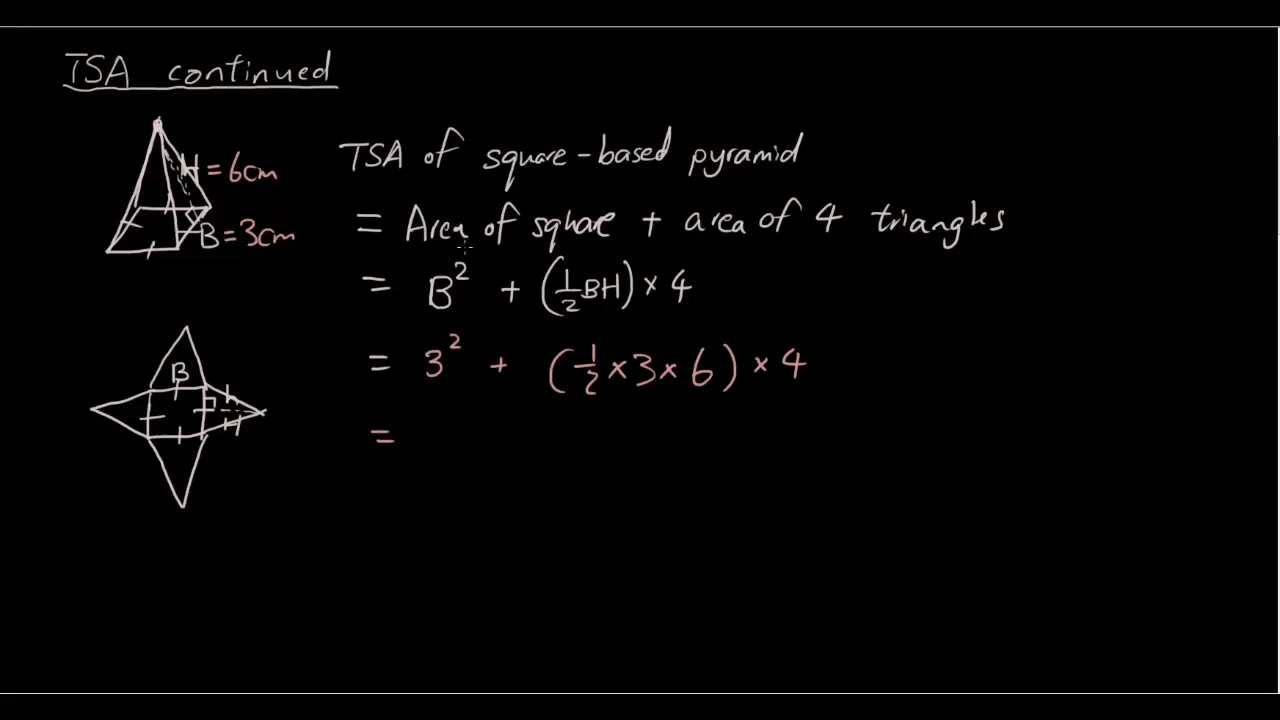 TSA continued
H = 6cm
B = 3cm
TSA of square-based pyramid
= Area of square + area of 4 triangles
= B² + (½BH) × 4
= 3² + (½ × 3 × 6) × 4
=
B
H